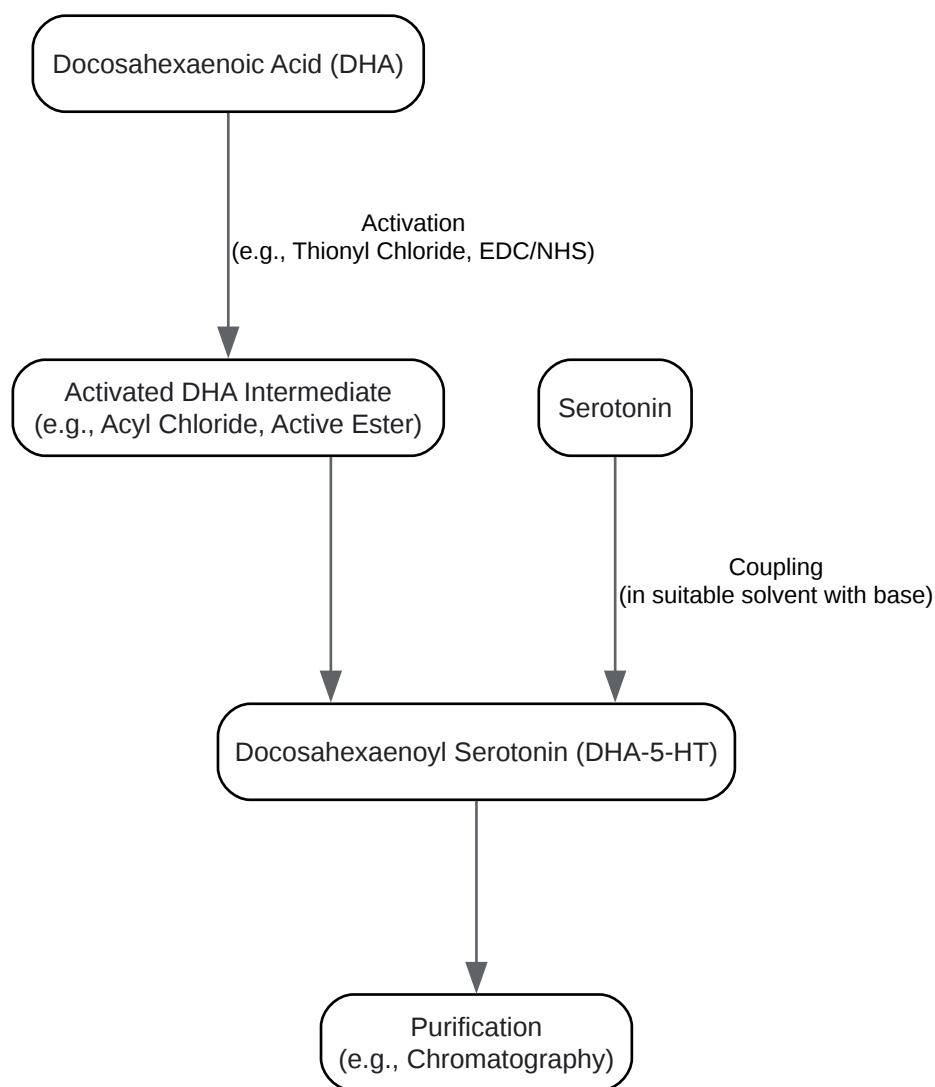 Docosahexaenoic Acid (DHA)
Activation
(e.g., Thionyl Chloride, EDC/NHS)
Activated DHA Intermediate
(e.g., Acyl Chloride, Active Ester)
Serotonin
Coupling
(in suitable solvent with base)
Docosahexaenoyl Serotonin (DHA-5-HT)
Purification
(e.g., Chromatography)